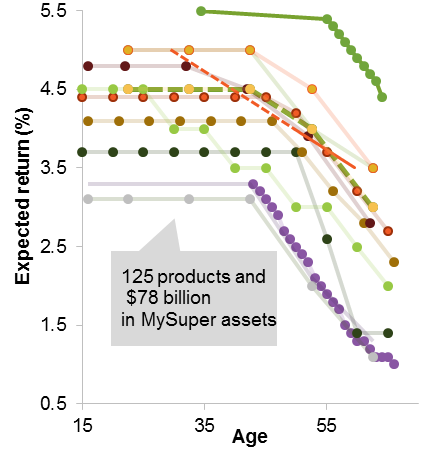 5.5
4.5
3.5
2.5
1.5
0.5
Expected return (%)
125 products and
$78 billion
in MySuper assets
15
35
55
Age